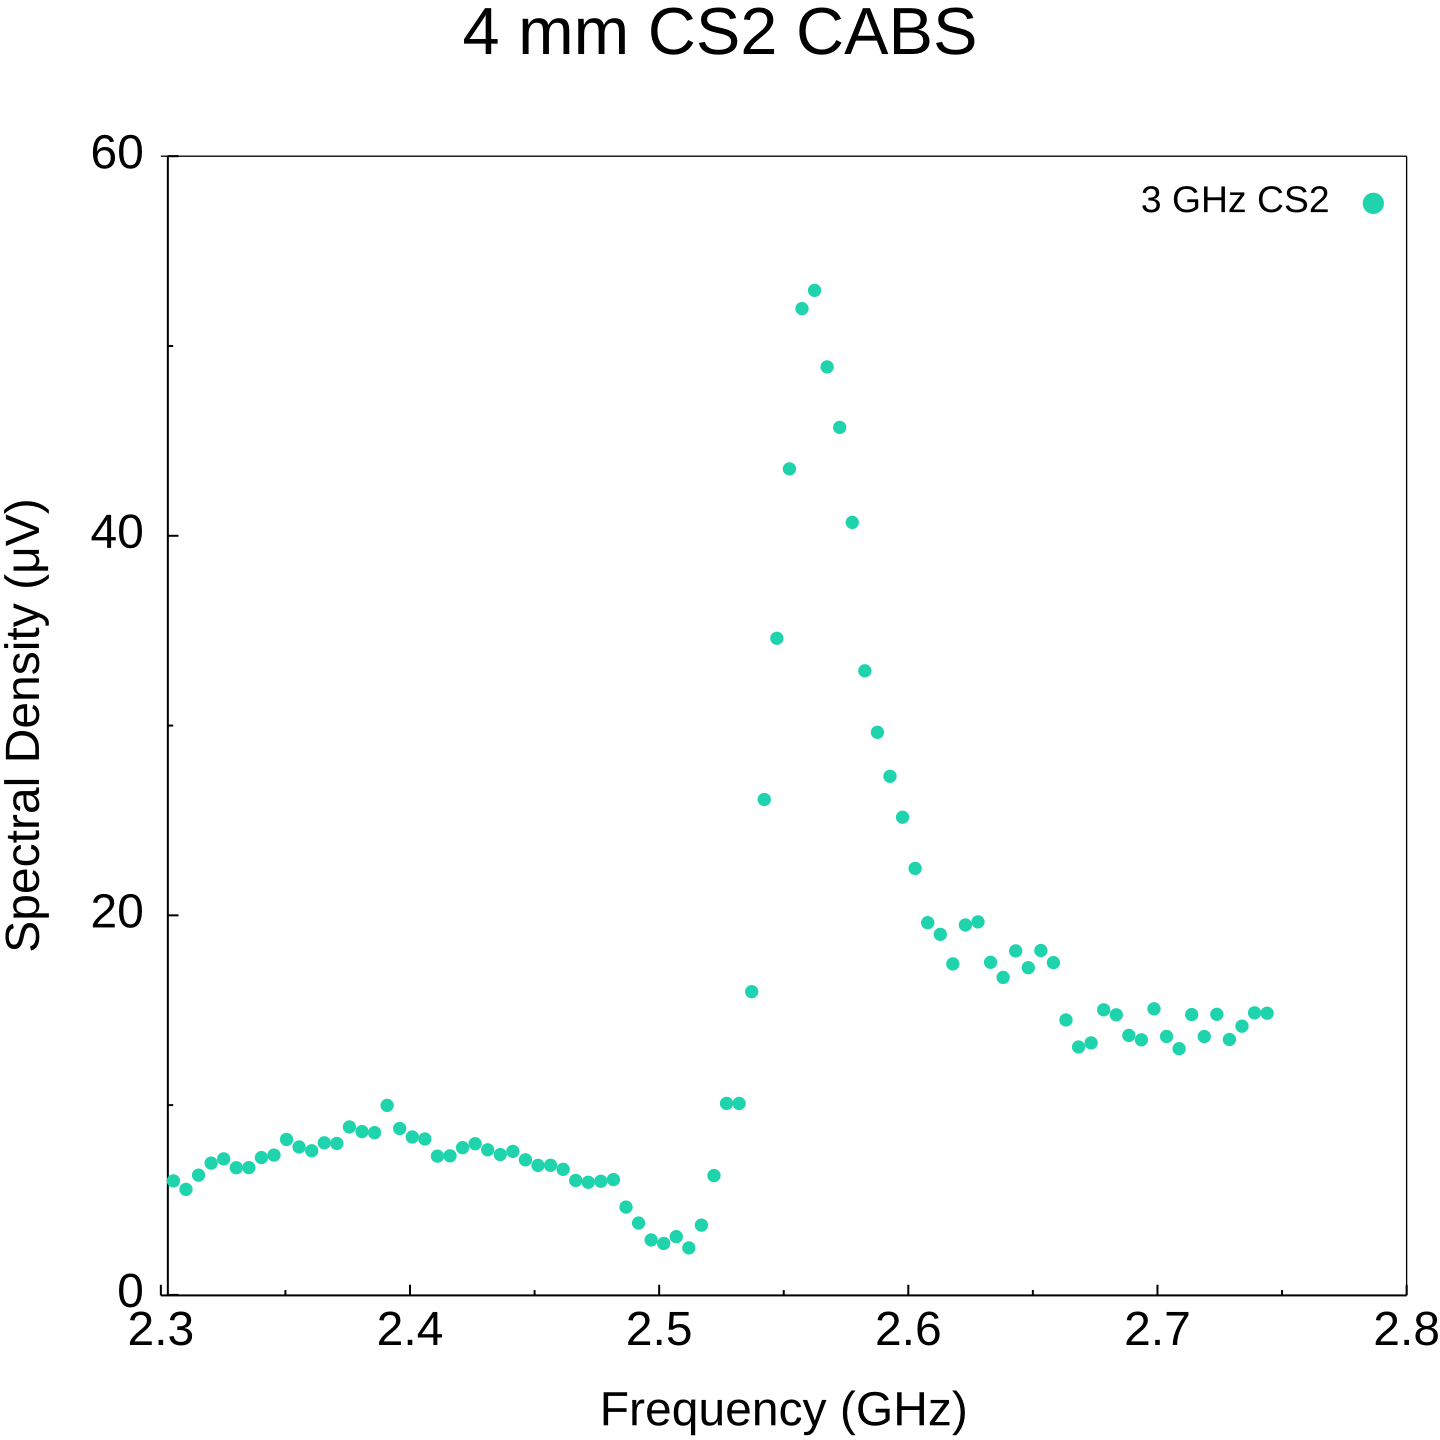 4 mm CS2 CABS
60
3 GHz CS2
40
Spectral Density (μV)
20
0
2.3 2.4 2.5 2.6 2.7 2.8
Frequency (GHz)